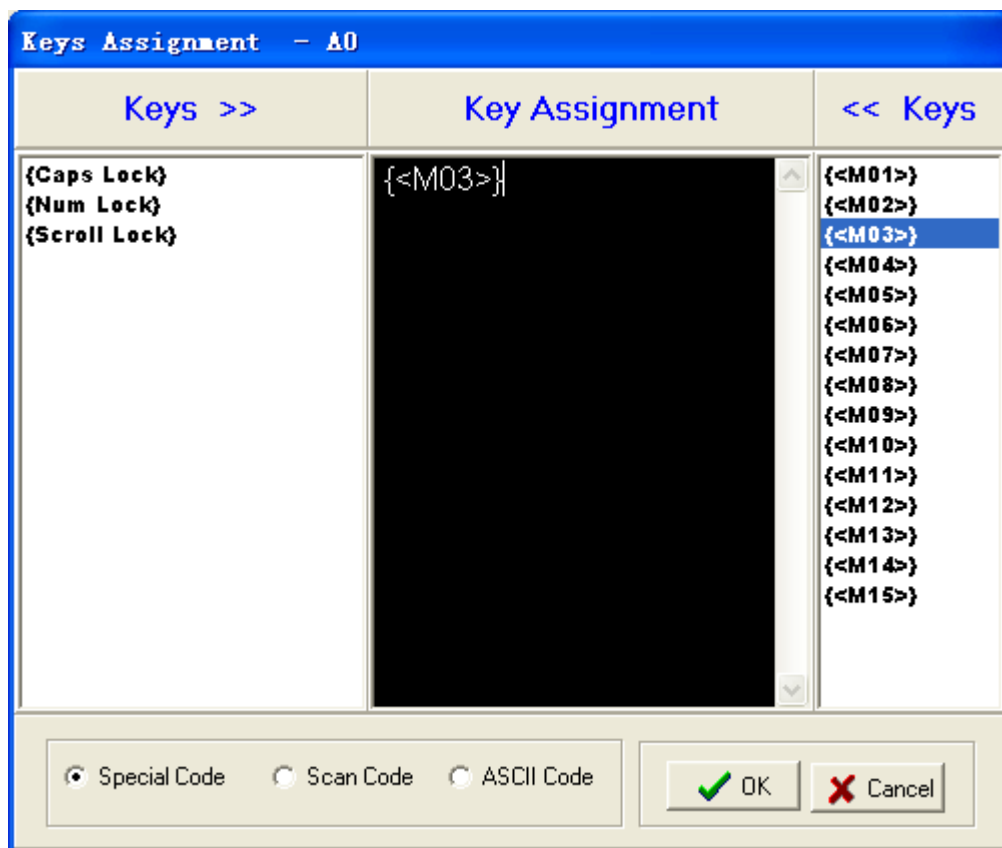 Keys Assignment - A0
Keys >>
Key Assignment
<< Keys
{Caps Lock}
{Num Lock}
{Scroll Lock}
{<M03>}
{<M01>}
{<M02>}
{<M03>}
{<M04>}
{<M05>}
{<M06>}
{<M07>}
{<M08>}
{<M09>}
{<M10>}
{<M11>}
{<M12>}
{<M13>}
{<M14>}
{<M15>}
Special Code
Scan Code
ASCII Code
OK
Cancel